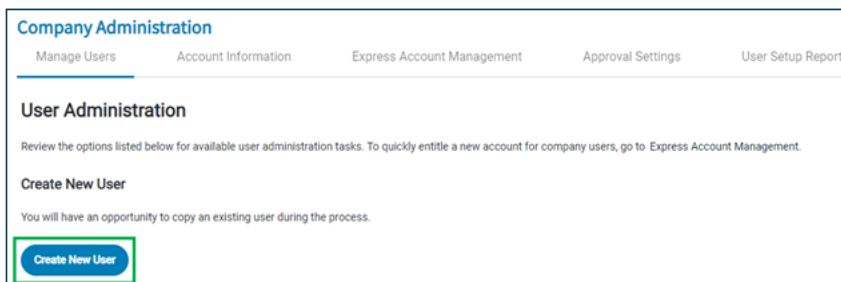 Company Administration
Manage Users Account Information Express Account Management Approval Settings User Setup Report
User Administration
Review the options listed below for available user administration tasks. To quickly entitle a new account for company users, go to Express Account Management.
Create New User
You will have an opportunity to copy an existing user during the process.
Create New User